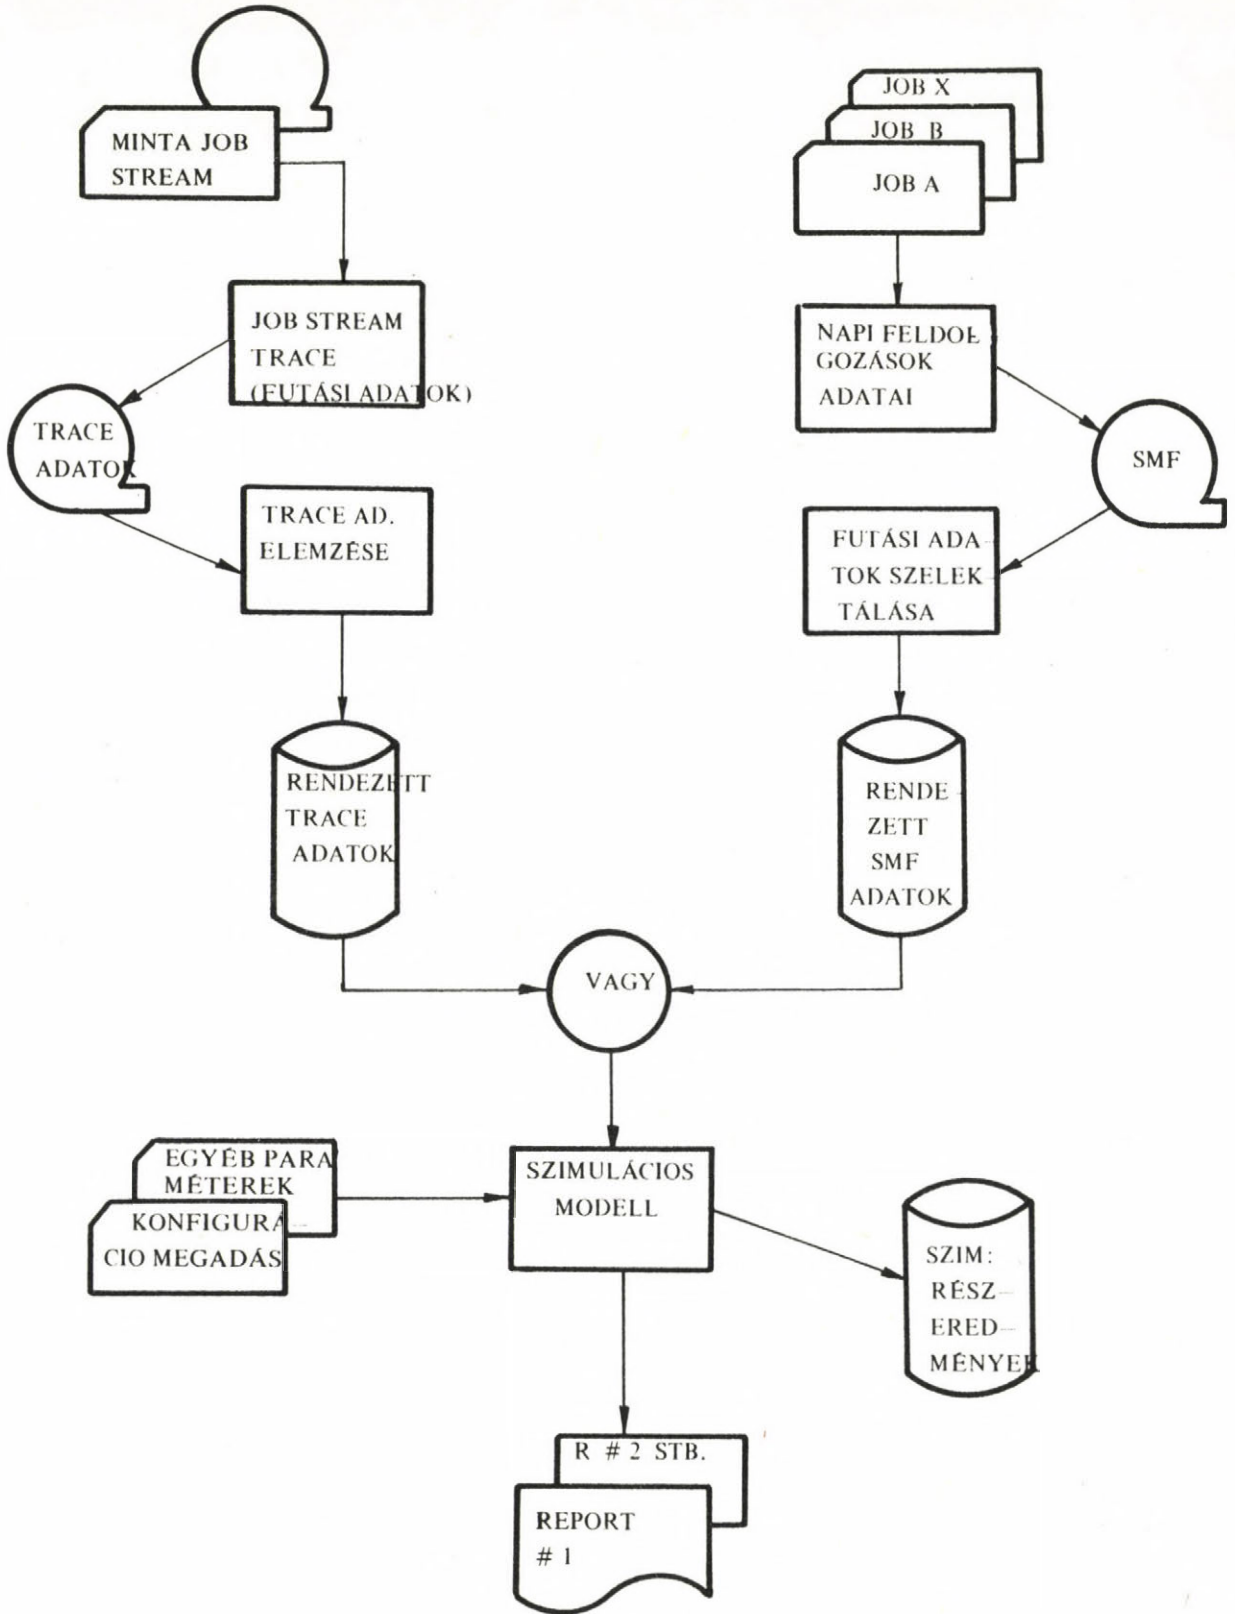 MINTA JOB
STREAM
JOB X
JOB B
JOB A
JOB STREAM
TRACE
(FUTÁSI ADATOK)
NAPI FELDOL
GOZÁSOK
ADATAI
TRACE
ADATOK
SMF
TRACE AD.
ELEMZÉSE
FUTÁSI ADA–
TOK SZELEK–
TÁLÁSA
RENDEZETT
TRACE
ADATOK
RENDE
ZETT
SMF
ADATOK
VAGY
EGYÉB PARA
MÉTEREK
KONFIGURÁ–
CIO MEGADÁS
SZIMULÁCIOS
MODELL
SZIM:
RÉSZ–
ERED–
MÉNYEK
R # 2 STB.
REPORT
# 1